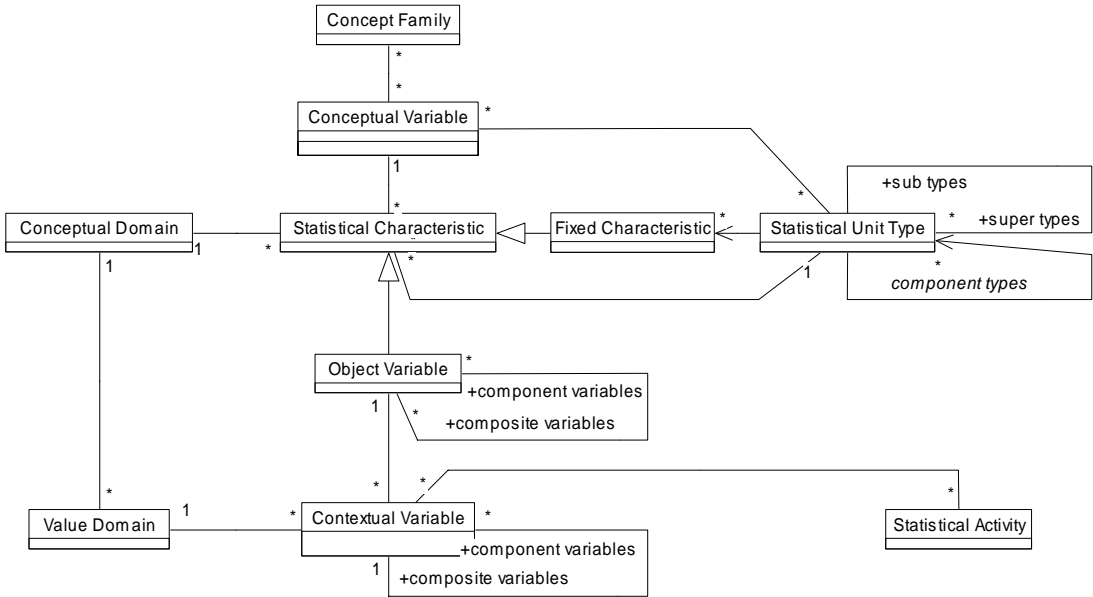 Concept Family
*
*
Conceptual Variable
*
1
*
+sub types
*
Conceptual Domain
Statistical Characteristic
Fixed Characteristic
*
Statistical Unit Type
*
+super types
1
*
*
1
1
*
component types
Object Variable
*
+component variables
1
*
+composite variables
*
*
*
*
Value Domain
1
*
Contextual Variable
*
Statistical Activity
+component variables
1
+composite variables